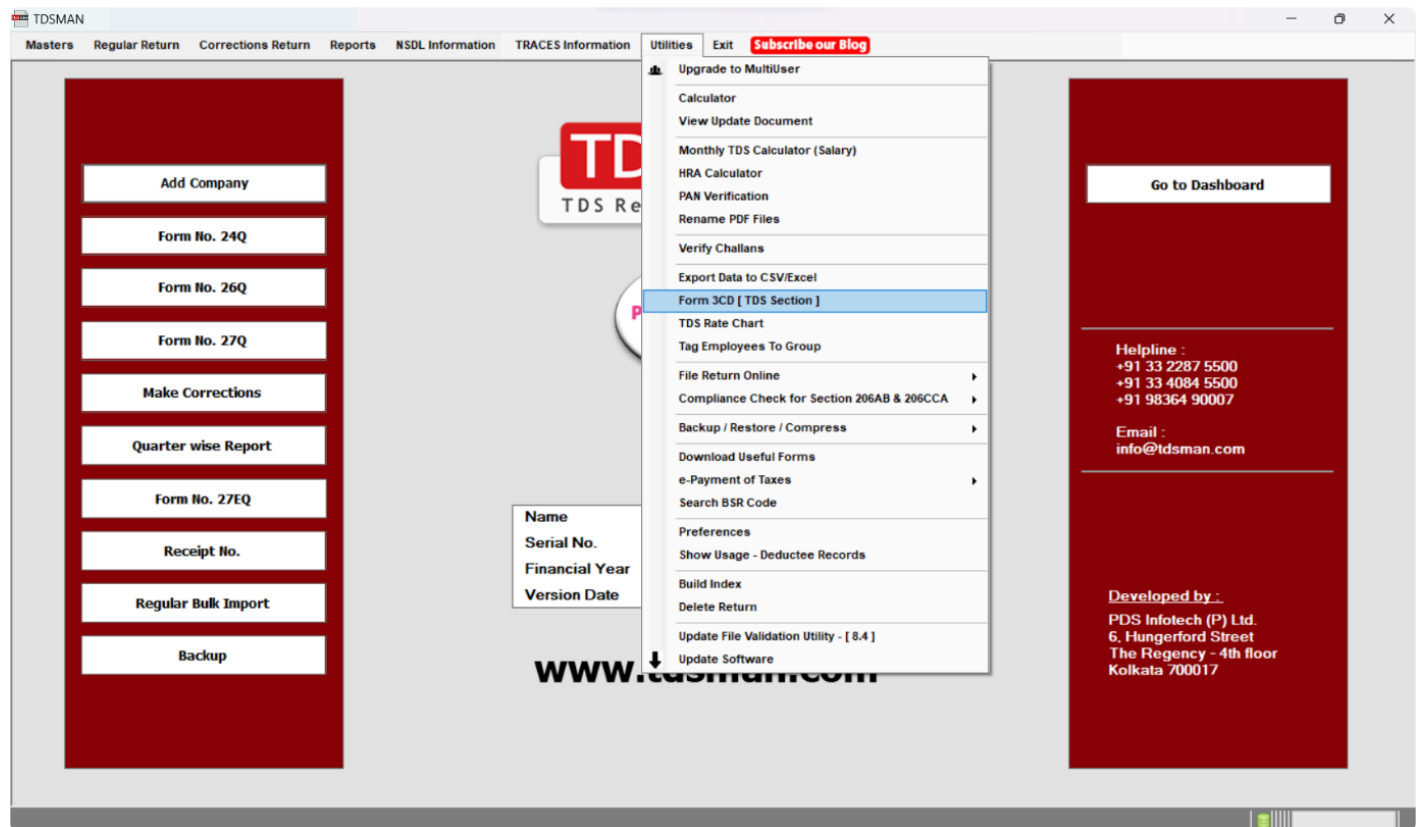 TDSMAN
Masters Regular Return Corrections Return Reports NSDL Information TRACES Information Utilities Exit Subscribe our Blog
Add Company
Form No. 24Q
Form No. 26Q
Form No. 27Q
Make Corrections
Quarter wise Report
Form No. 27EQ
Receipt No.
Regular Bulk Import
Backup
TD
TDS Re
P
Name
Serial No.
Financial Year
Version Date
www.tdsman.com
Upgrade to MultiUser
Calculator
View Update Document
Monthly TDS Calculator (Salary)
HRA Calculator
PAN Verification
Rename PDF Files
Verify Challans
Export Data to CSV/Excel
Form 3CD [ TDS Section ]
TDS Rate Chart
Tag Employees To Group
File Return Online
Compliance Check for Section 206AB & 206CCA
Backup / Restore / Compress
Download Useful Forms
e-Payment of Taxes
Search BSR Code
Preferences
Show Usage - Deductee Records
Build Index
Delete Return
Update File Validation Utility - [ 8.4 ]
Update Software
Go to Dashboard
Helpline :
+91 33 2287 5500
+91 33 4084 5500
+91 98364 90007
Email :
info@tdsman.com
Developed by :
PDS Infotech (P) Ltd.
6, Hungerford Street
The Regency - 4th floor
Kolkata 700017